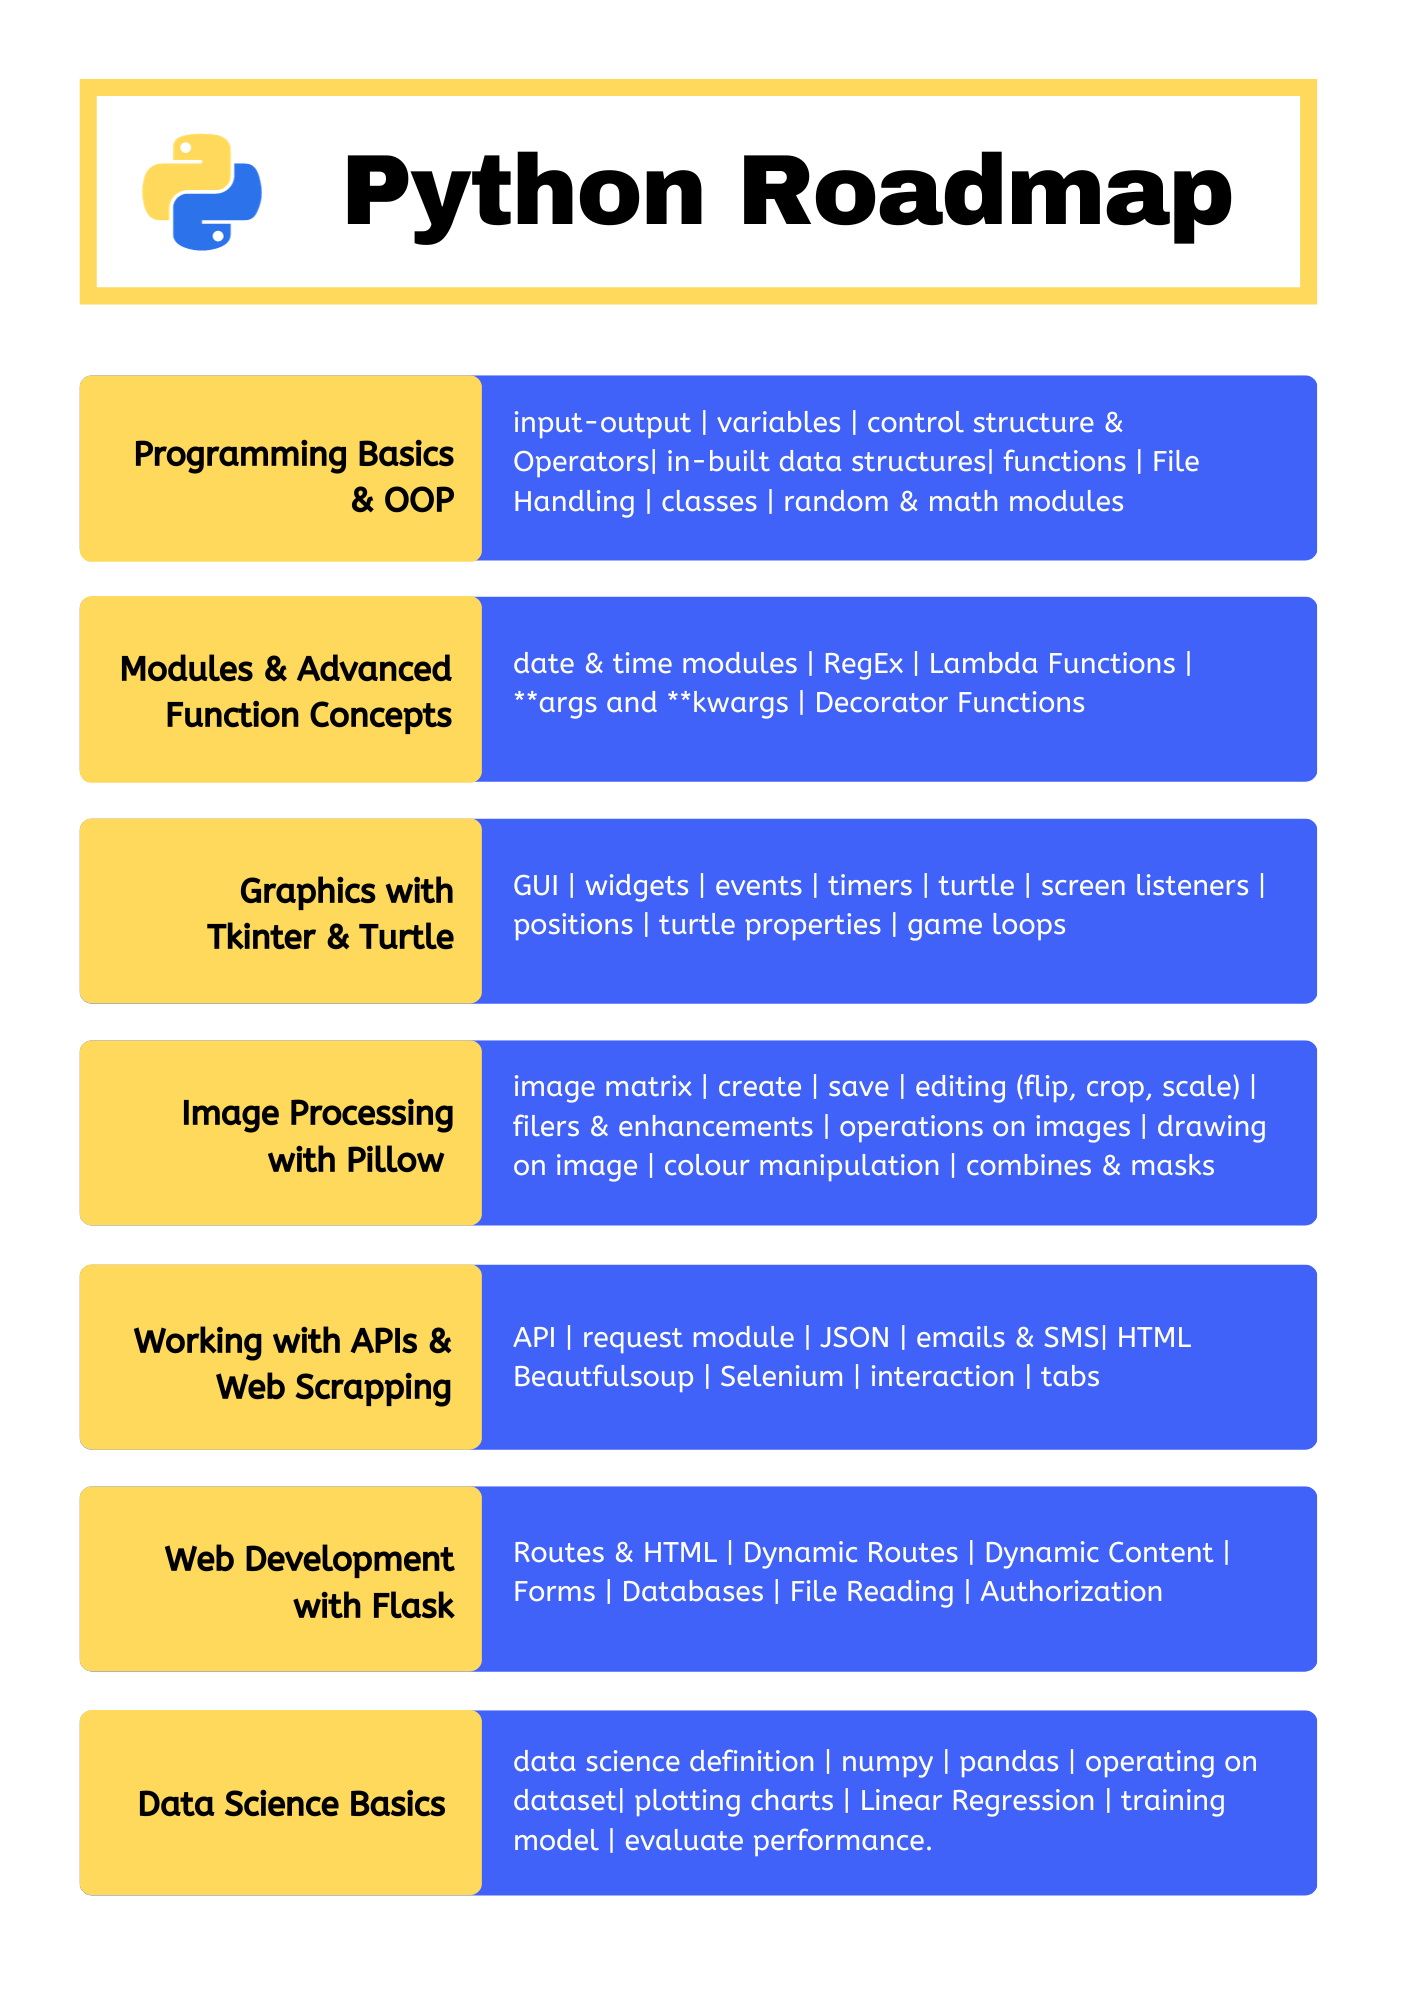 Python Roadmap
Programming Basics
& OOP
input-output | variables | control structure &
Operators| in-built data structures| functions | File
Handling | classes | random & math modules
Modules & Advanced
Function Concepts
date & time modules | RegEx | Lambda Functions |
**args and **kwargs | Decorator Functions
Graphics with
Tkinter & Turtle
GUI | widgets | events | timers | turtle | screen listeners |
positions | turtle properties | game loops
Image Processing
with Pillow
image matrix | create | save | editing (flip, crop, scale) |
filers & enhancements | operations on images | drawing
on image | colour manipulation | combines & masks
Working with APIs &
Web Scrapping
API | request module | JSON | emails & SMS| HTML
Beautfulsoup | Selenium | interaction | tabs
Web Development
with Flask
Routes & HTML | Dynamic Routes | Dynamic Content |
Forms | Databases | File Reading | Authorization
Data Science Basics
data science definition | numpy | pandas | operating on
dataset| plotting charts | Linear Regression | training
model | evaluate performance.